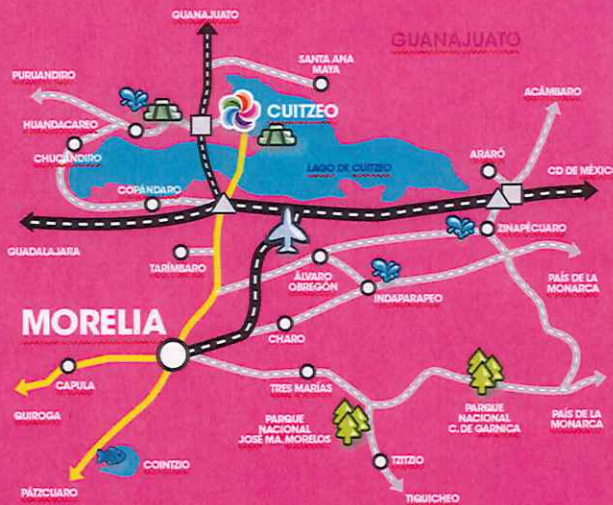 GUANAJUATO
GUANAJUATO
SANTA ANA
MAYA
PURUANDIRO
ACÁMBARO
CUITZEO
HUANDACAREO
CHUCÁNDIRO
ARARÓ
CD DE MÉXICO
LAGO DE CUITZEO
COPÁNDARO
ZINAPÉCUARO
GUADALAJARA
TARÍMBARO
ÁLVARO
OBREGÓN
INDAPARAPEO
PAÍS DE LA
MONARCA
MORELIA
CHARO
CAPULA
TRES MARÍAS
QUIROGA
PARQUE
NACIONAL
JOSÉ MA. MORELOS
PARQUE
NACIONAL
C. DE GARNICA
PAÍS DE LA
MONARCA
COINTZIO
TZITZIO
PÁTZCUARO
TIQUICHEO